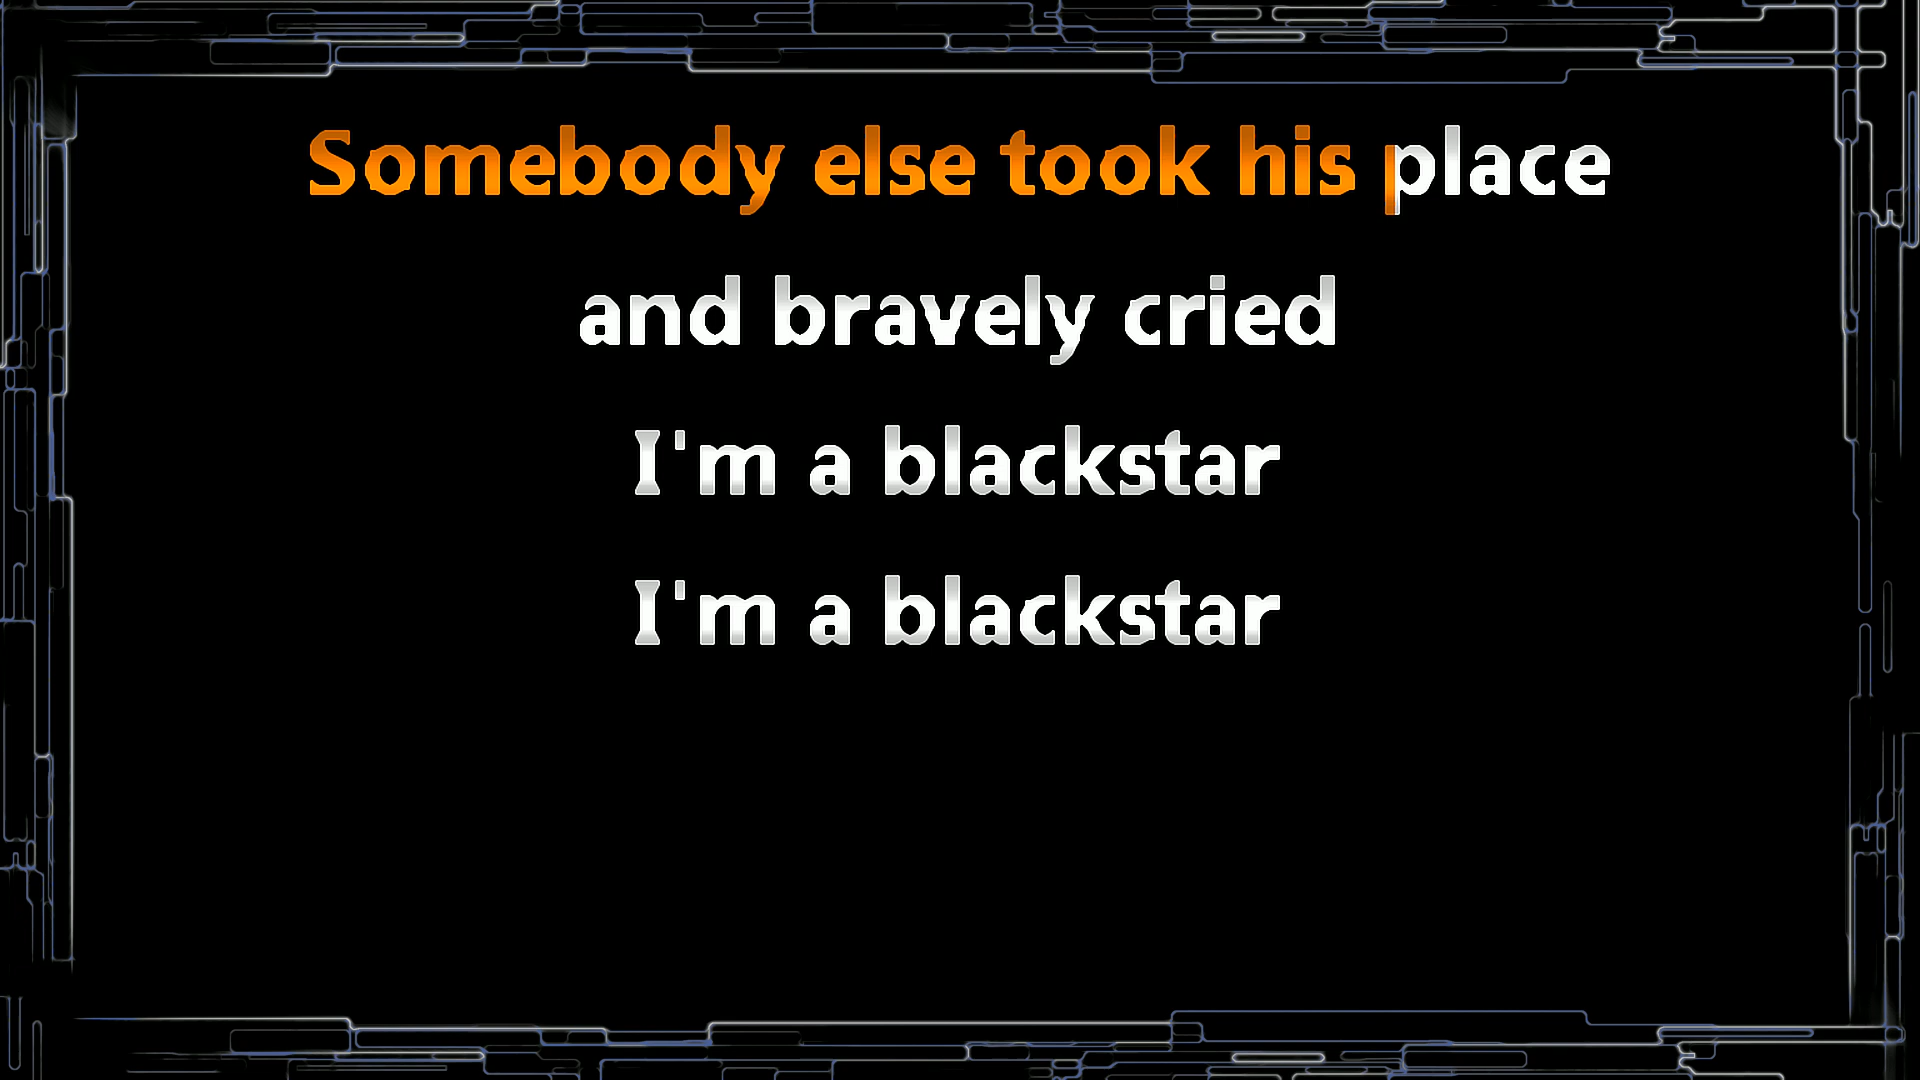 Somebody else took his place
and bravely cried
I'm a blackstar
I'm a blackstar